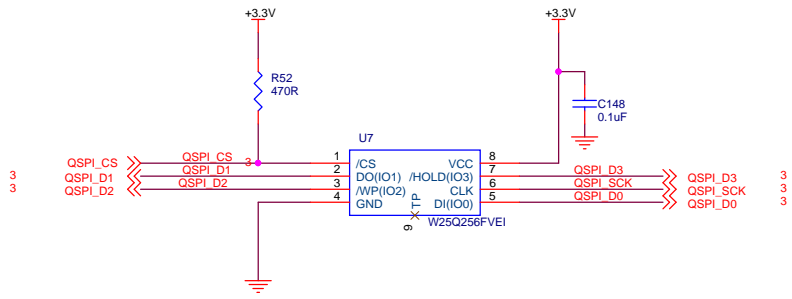 +3.3V
+3.3V
R52
470R
C148
0.1uF
U7
QSPI_CS
QSPI_CS
3
1
/CS
VCC
8
3
QSPI_D1
QSPI_D1
2
DO(IO1)
/HOLD(IO3)
7
QSPI_D3
QSPI_D3
3
3
QSPI_D2
QSPI_D2
3
/WP(IO2)
CLK
6
QSPI_SCK
QSPI_SCK
3
4
GND
TP
DI(IO0)
5
QSPI_D0
QSPI_D0
3
9
W25Q256FVEI